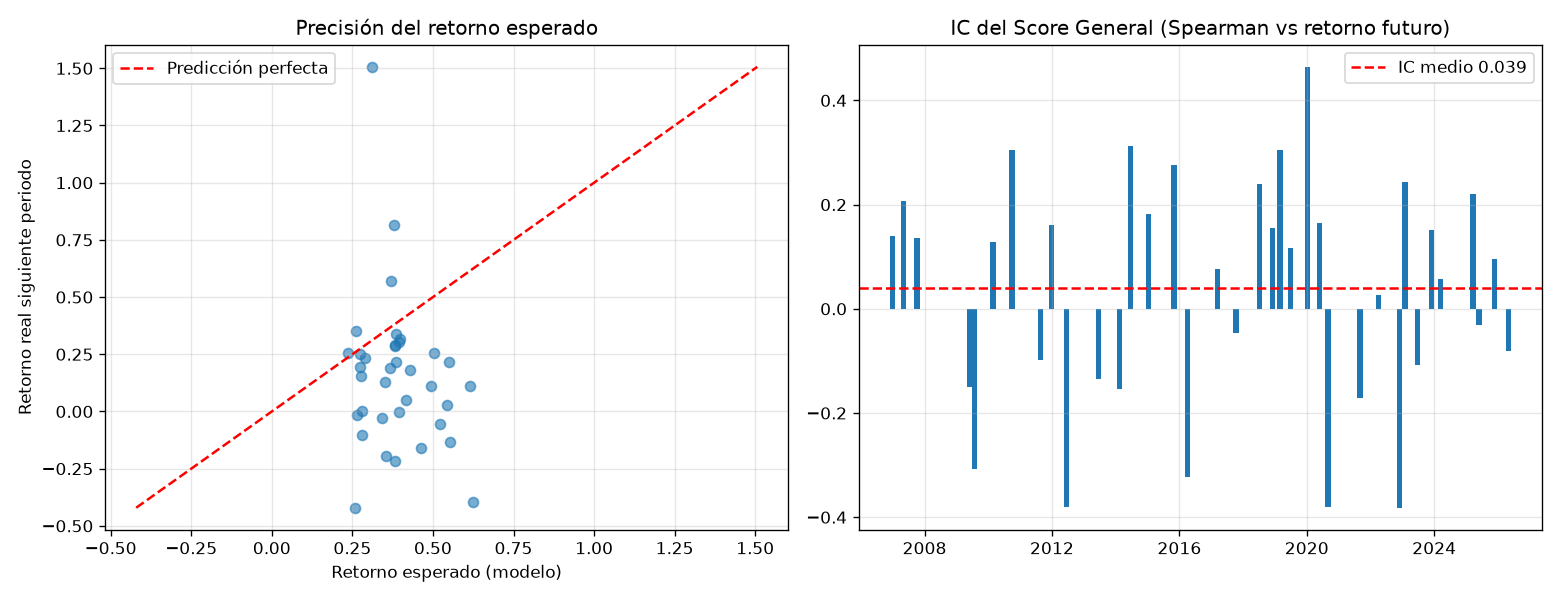 Precisión del retorno esperado
Predicción perfecta
1.50
1.25
1.00
0.75
0.50
0.25
0.00
−0.25
−0.50
Retorno real siguiente periodo
−0.50 −0.25 0.00 0.25 0.50 0.75 1.00 1.25 1.50
Retorno esperado (modelo)
IC del Score General (Spearman vs retorno futuro)
IC medio 0.039
0.4
0.2
0.0
−0.2
−0.4
2008 2012 2016 2020 2024